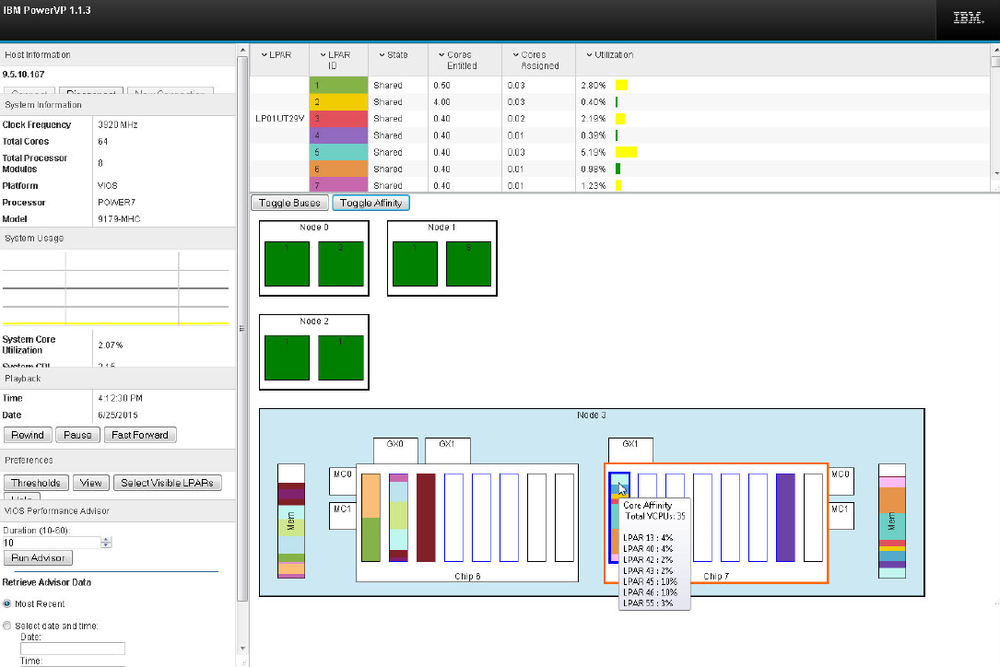 IBM PowerVP 1.1.3
IBM.
Host Information
9.5.10.167
Connect Disconnect New Connection
System Information
Clock Frequency 3920 MHz
Total Cores 64
Total Processor Modules 8
Platform VIOS
Processor POWER7
Model 9179-MHC
System Usage
System Core Utilization 2.07%
System CPI 2.15
Playback
Time 4:12:30 PM
Date 6/25/2015
Rewind Pause Fast Forward
Preferences
Thresholds View Select Visible LPARs
Help
VIOS Performance Advisor
Duration (10-60):
10
Run Advisor
Retrieve Advisor Data
Most Recent
Select date and time:
Date:
Time:
LPAR LPAR ID State Cores Entitled Cores Assigned Utilization
1 Shared 0.50 0.03 2.80%
2 Shared 4.00 0.03 0.40%
LP01UT29V 3 Shared 0.40 0.02 2.19%
4 Shared 0.40 0.01 0.39%
5 Shared 0.40 0.03 5.19%
6 Shared 0.40 0.01 0.98%
7 Shared 0.40 0.01 1.23%
Toggle Buses Toggle Affinity
Node 0 Node 1
1 2 1 8
Node 2
1 1
Node 3
GX0 GX1 GX1
MC0 MC0
MC1 MC1
Mem Mem
Chip 6 Chip 7
Core Affinity
Total VCPUs: 35
LPAR 13 : 4%
LPAR 40 : 4%
LPAR 42 : 2%
LPAR 43 : 2%
LPAR 45 : 10%
LPAR 46 : 10%
LPAR 55 : 3%